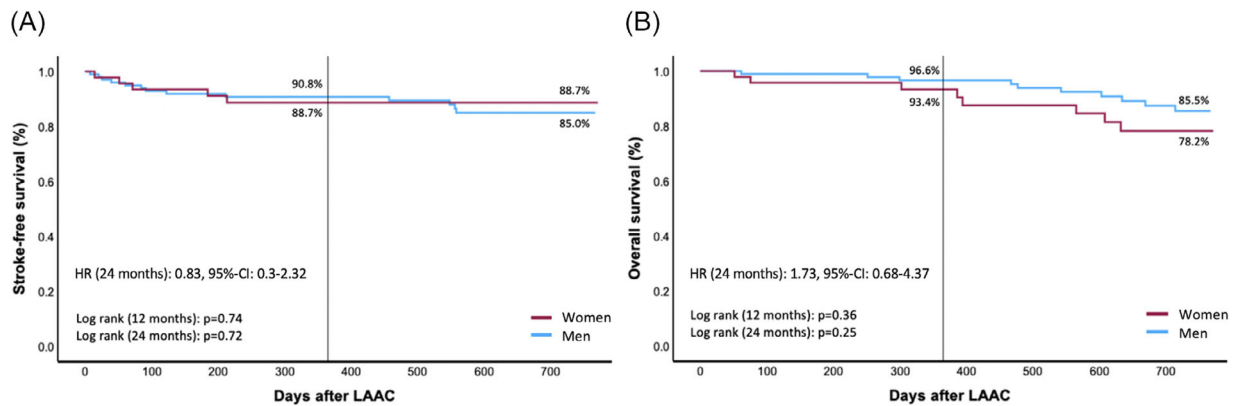 (A)
1.0
0.8
0.6
0.4
0.2
0.0
Stroke-free survival (%)
90.8%
88.7%
88.7%
85.0%
HR (24 months): 0.83, 95%-CI: 0.3-2.32
Log rank (12 months): p=0.74
Log rank (24 months): p=0.72
Women
Men
0 100 200 300 400 500 600 700
Days after LAAC
(B)
1.0
0.8
0.6
0.4
0.2
0.0
Overall survival (%)
96.6%
93.4%
85.5%
78.2%
HR (24 months): 1.73, 95%-CI: 0.68-4.37
Log rank (12 months): p=0.36
Log rank (24 months): p=0.25
Women
Men
0 100 200 300 400 500 600 700
Days after LAAC